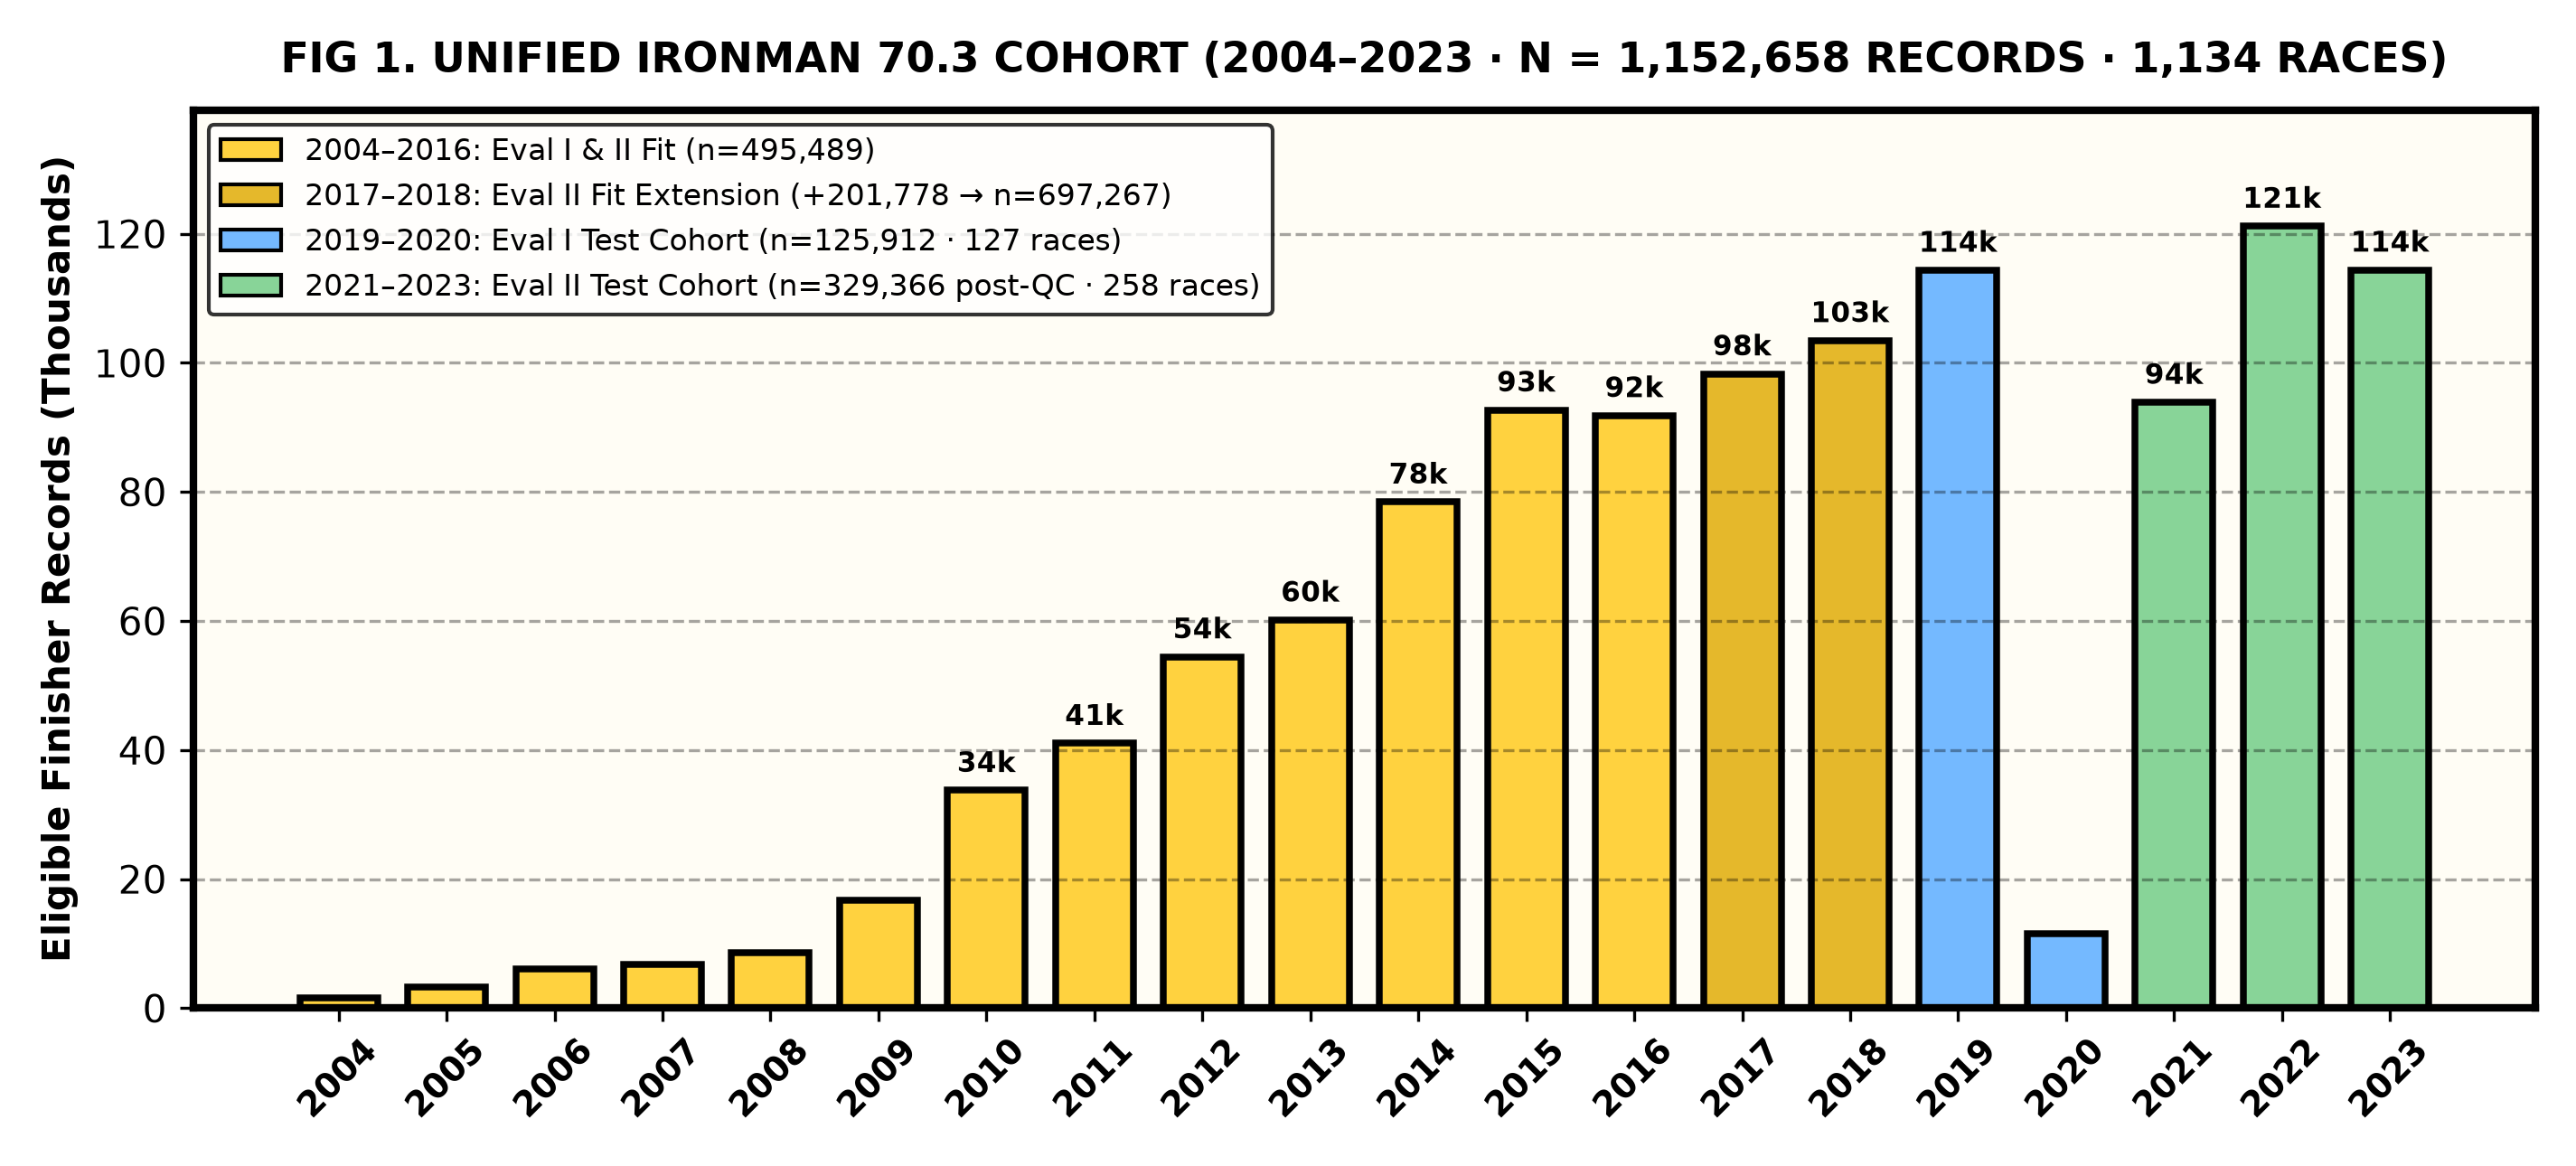 FIG 1. UNIFIED IRONMAN 70.3 COHORT (2004–2023 · N = 1,152,658 RECORDS · 1,134 RACES)
2004–2016: Eval I & II Fit (n=495,489)
2017–2018: Eval II Fit Extension (+201,778 → n=697,267)
2019–2020: Eval I Test Cohort (n=125,912 · 127 races)
2021–2023: Eval II Test Cohort (n=329,366 post-QC · 258 races)
Eligible Finisher Records (Thousands)
120
100
80
60
40
20
0
34k
41k
54k
60k
78k
93k
92k
98k
103k
114k
94k
121k
114k
2004
2005
2006
2007
2008
2009
2010
2011
2012
2013
2014
2015
2016
2017
2018
2019
2020
2021
2022
2023